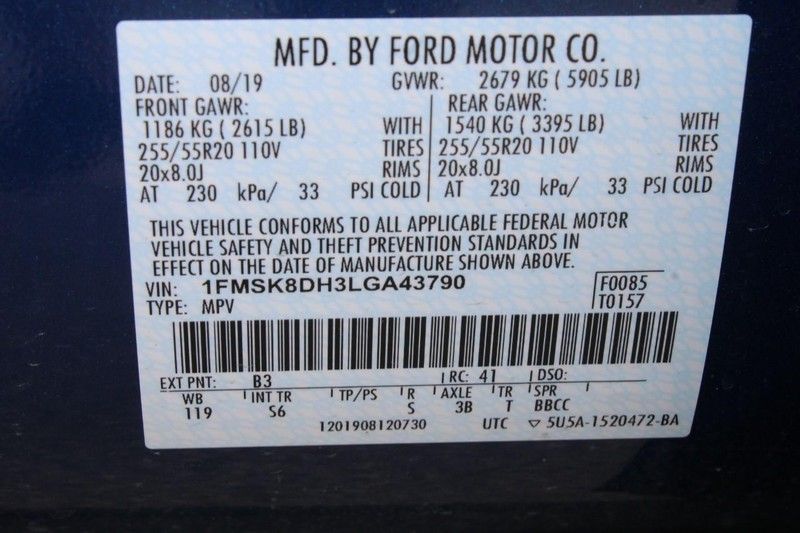 MFD. BY FORD MOTOR CO.
DATE: 08/19 GVWR: 2679 KG ( 5905 LB)
FRONT GAWR: REAR GAWR:
1186 KG ( 2615 LB) WITH 1540 KG ( 3395 LB) WITH
255/55R20 110V TIRES 255/55R20 110V TIRES
20x8.0J RIMS 20x8.0J RIMS
AT 230 kPa/ 33 PSI COLD AT 230 kPa/ 33 PSI COLD
THIS VEHICLE CONFORMS TO ALL APPLICABLE FEDERAL MOTOR
VEHICLE SAFETY AND THEFT PREVENTION STANDARDS IN
EFFECT ON THE DATE OF MANUFACTURE SHOWN ABOVE.
VIN: 1FMSK8DH3LGA43790 F0085
TYPE: MPV T0157
EXT PNT: B3 RC: 41 DSO:
WB INT TR TP/PS R AXLE TR SPR
119 S6 S 3B T BBCC
1201908120730 UTC ▽ 5U5A-1520472-BA